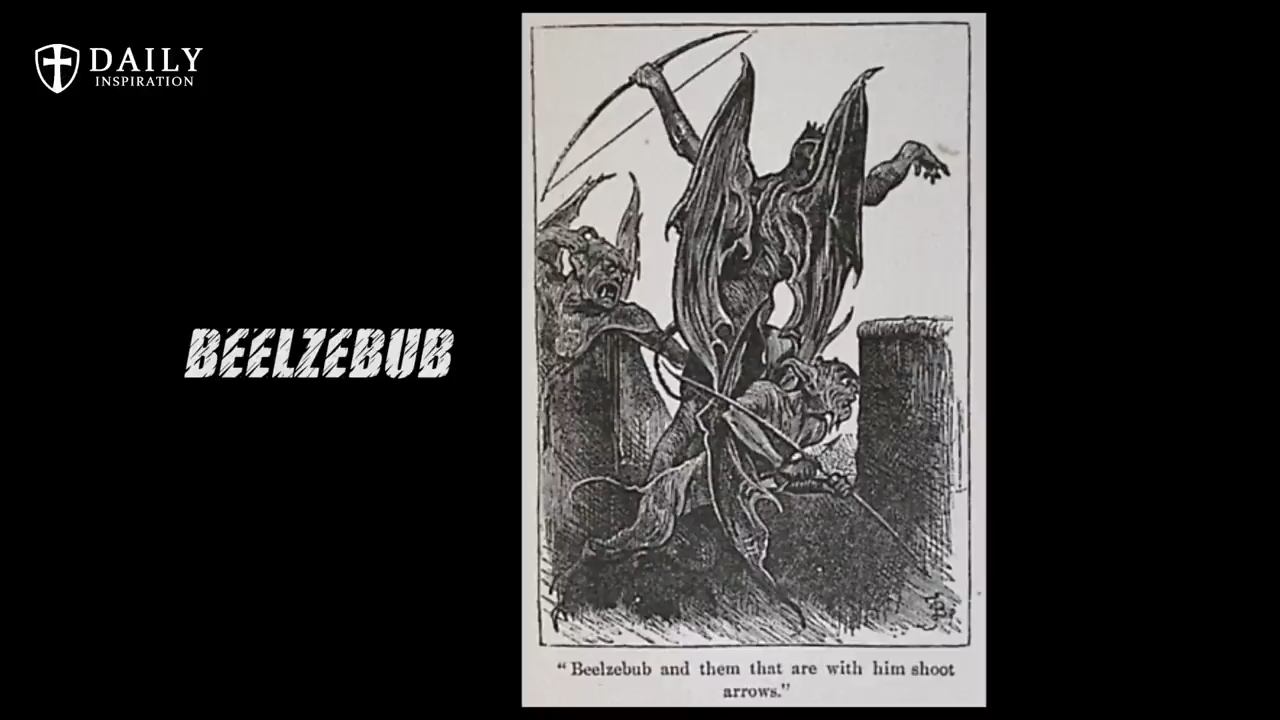 DAILY
INSPIRATION
BEELZEBUB
“Beelzebub and them that are with him shoot
arrows.”